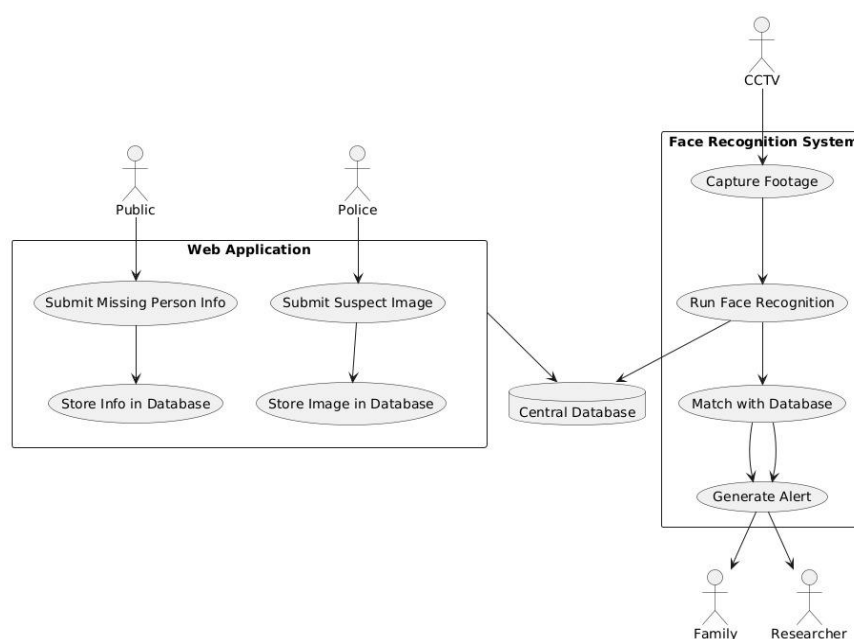 CCTV
Face Recognition System
Capture Footage
Public
Police
Web Application
Submit Missing Person Info
Submit Suspect Image
Run Face Recognition
Store Info in Database
Store Image in Database
Central Database
Match with Database
Generate Alert
Family
Researcher